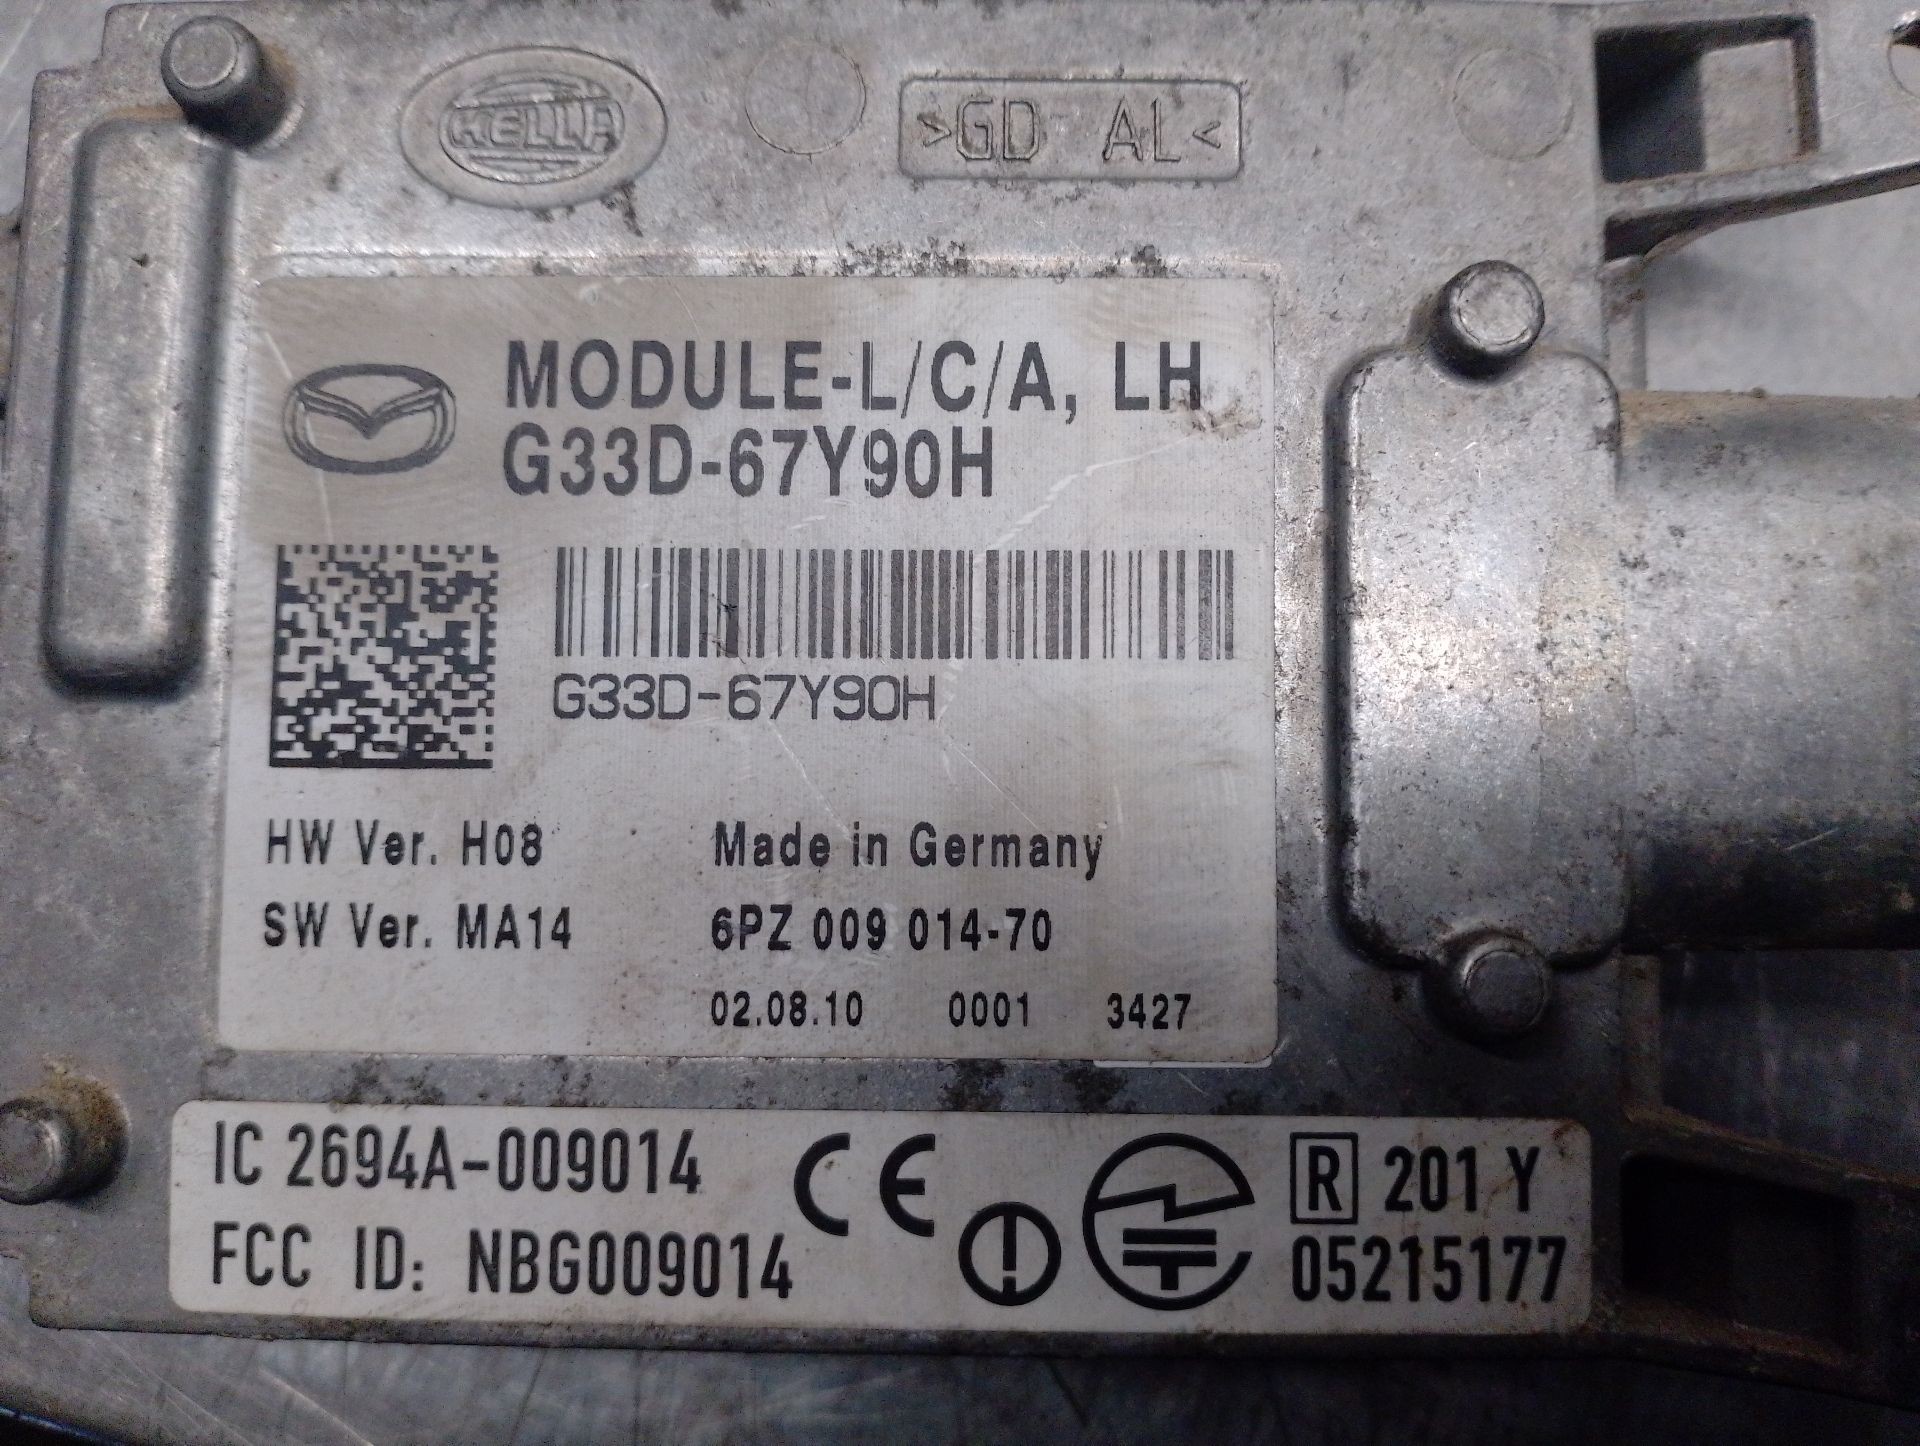 HELLA
>GD AL<
MODULE-L/C/A, LH
G33D-67Y90H
G33D-67Y90H
HW Ver. H08 Made in Germany
SW Ver. MA14 6PZ 009 014-70
02.08.10 0001 3427
IC 2694A-009014 CE R 201 Y
FCC ID: NBG009014 05215177